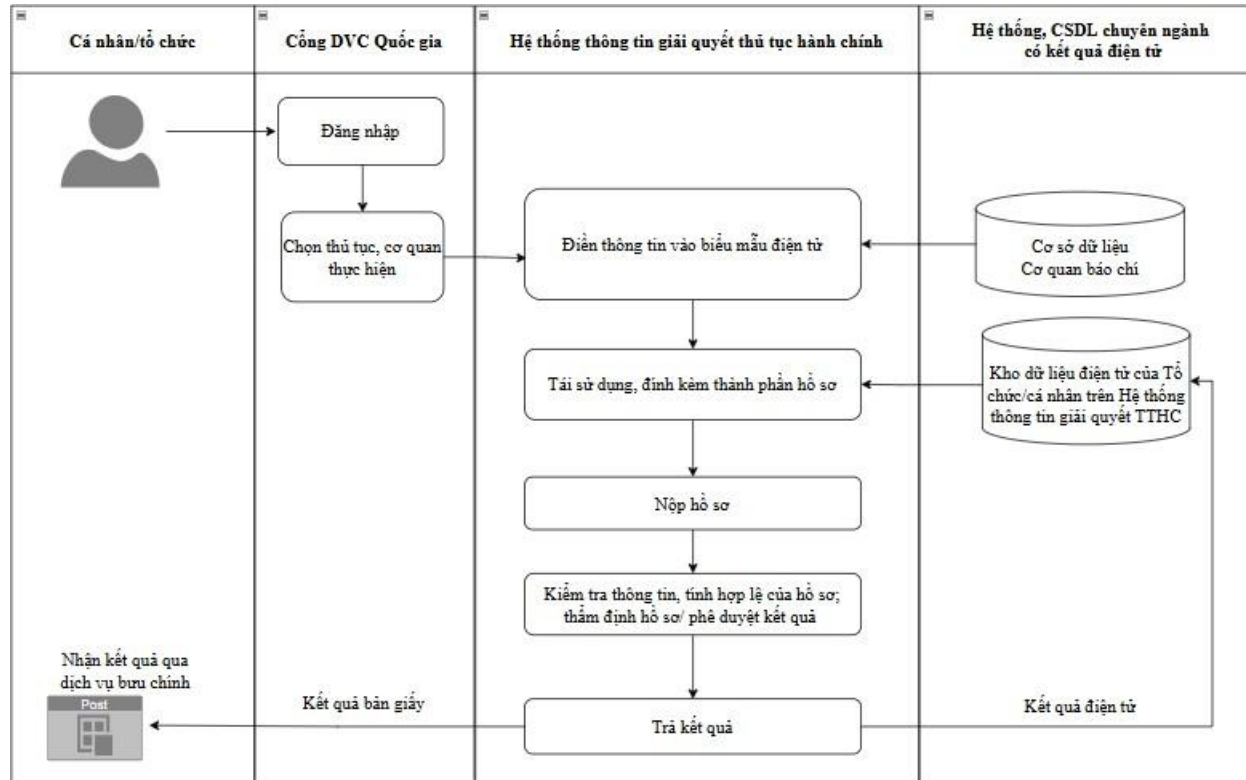 Cá nhân/tổ chức
Cổng DVC Quốc gia
Hệ thống thông tin giải quyết thủ tục hành chính
Hệ thống, CSDL chuyên ngành
có kết quả điện tử
Đăng nhập
Chọn thủ tục, cơ quan
thực hiện
Điền thông tin vào biểu mẫu điện tử
Cơ sở dữ liệu
Cơ quan báo chí
Tái sử dụng, đính kèm thành phần hồ sơ
Kho dữ liệu điện tử của Tổ
chức/cá nhân trên Hệ thống
thông tin giải quyết TTHC
Nộp hồ sơ
Kiểm tra thông tin, tính hợp lệ của hồ sơ;
thẩm định hồ sơ/ phê duyệt kết quả
Nhận kết quả qua
dịch vụ bưu chính
Post
Kết quả bản giấy
Trả kết quả
Kết quả điện tử